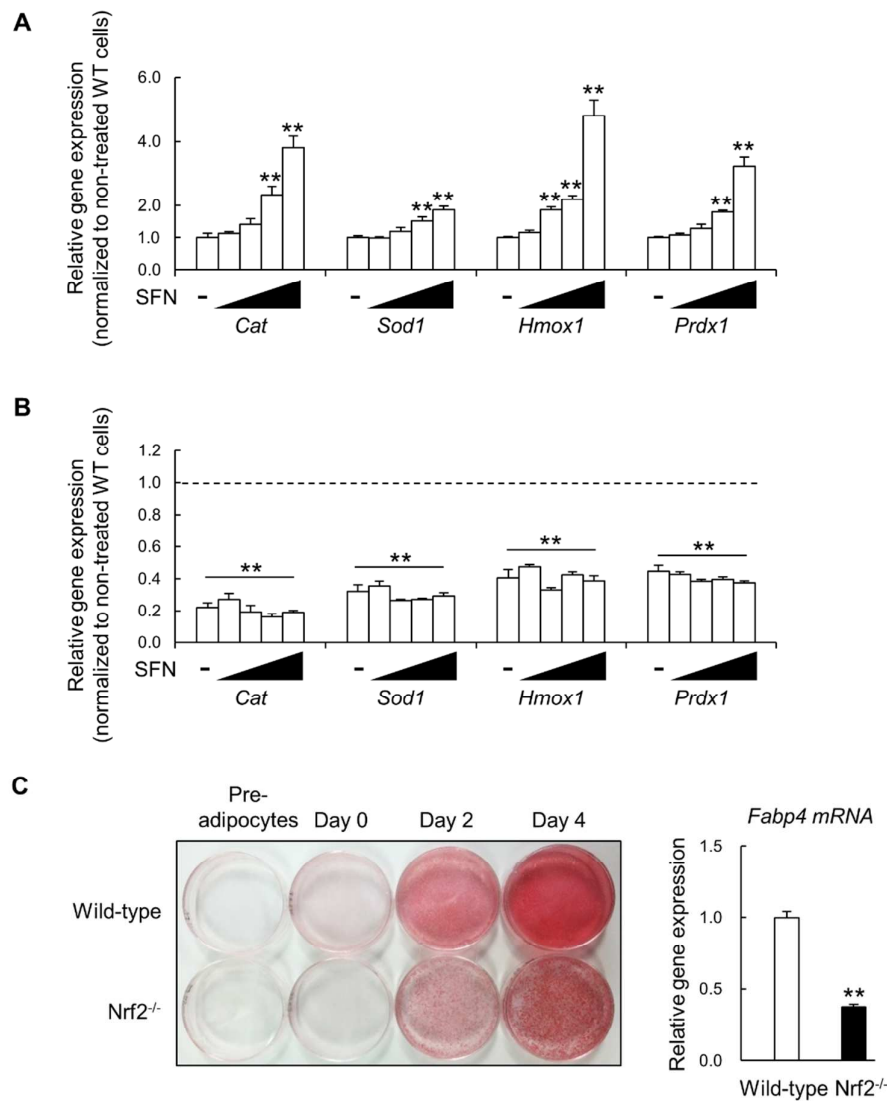 A
Relative gene expression
(normalized to non-treated WT cells)
6.0
4.0
2.0
1.0
0.0
** ** ** ** ** ** ** ** **
SFN - - - -
Cat Sod1 Hmox1 Prdx1
B
Relative gene expression
(normalized to non-treated WT cells)
1.2
1.0
0.8
0.6
0.4
0.2
0.0
** ** ** **
SFN - - - -
Cat Sod1 Hmox1 Prdx1
C
Pre-
adipocytes Day 0 Day 2 Day 4
Wild-type
Nrf2-/-
Fabp4 mRNA
Relative gene expression
1.5
1.0
0.5
0.0
**
Wild-type Nrf2-/-